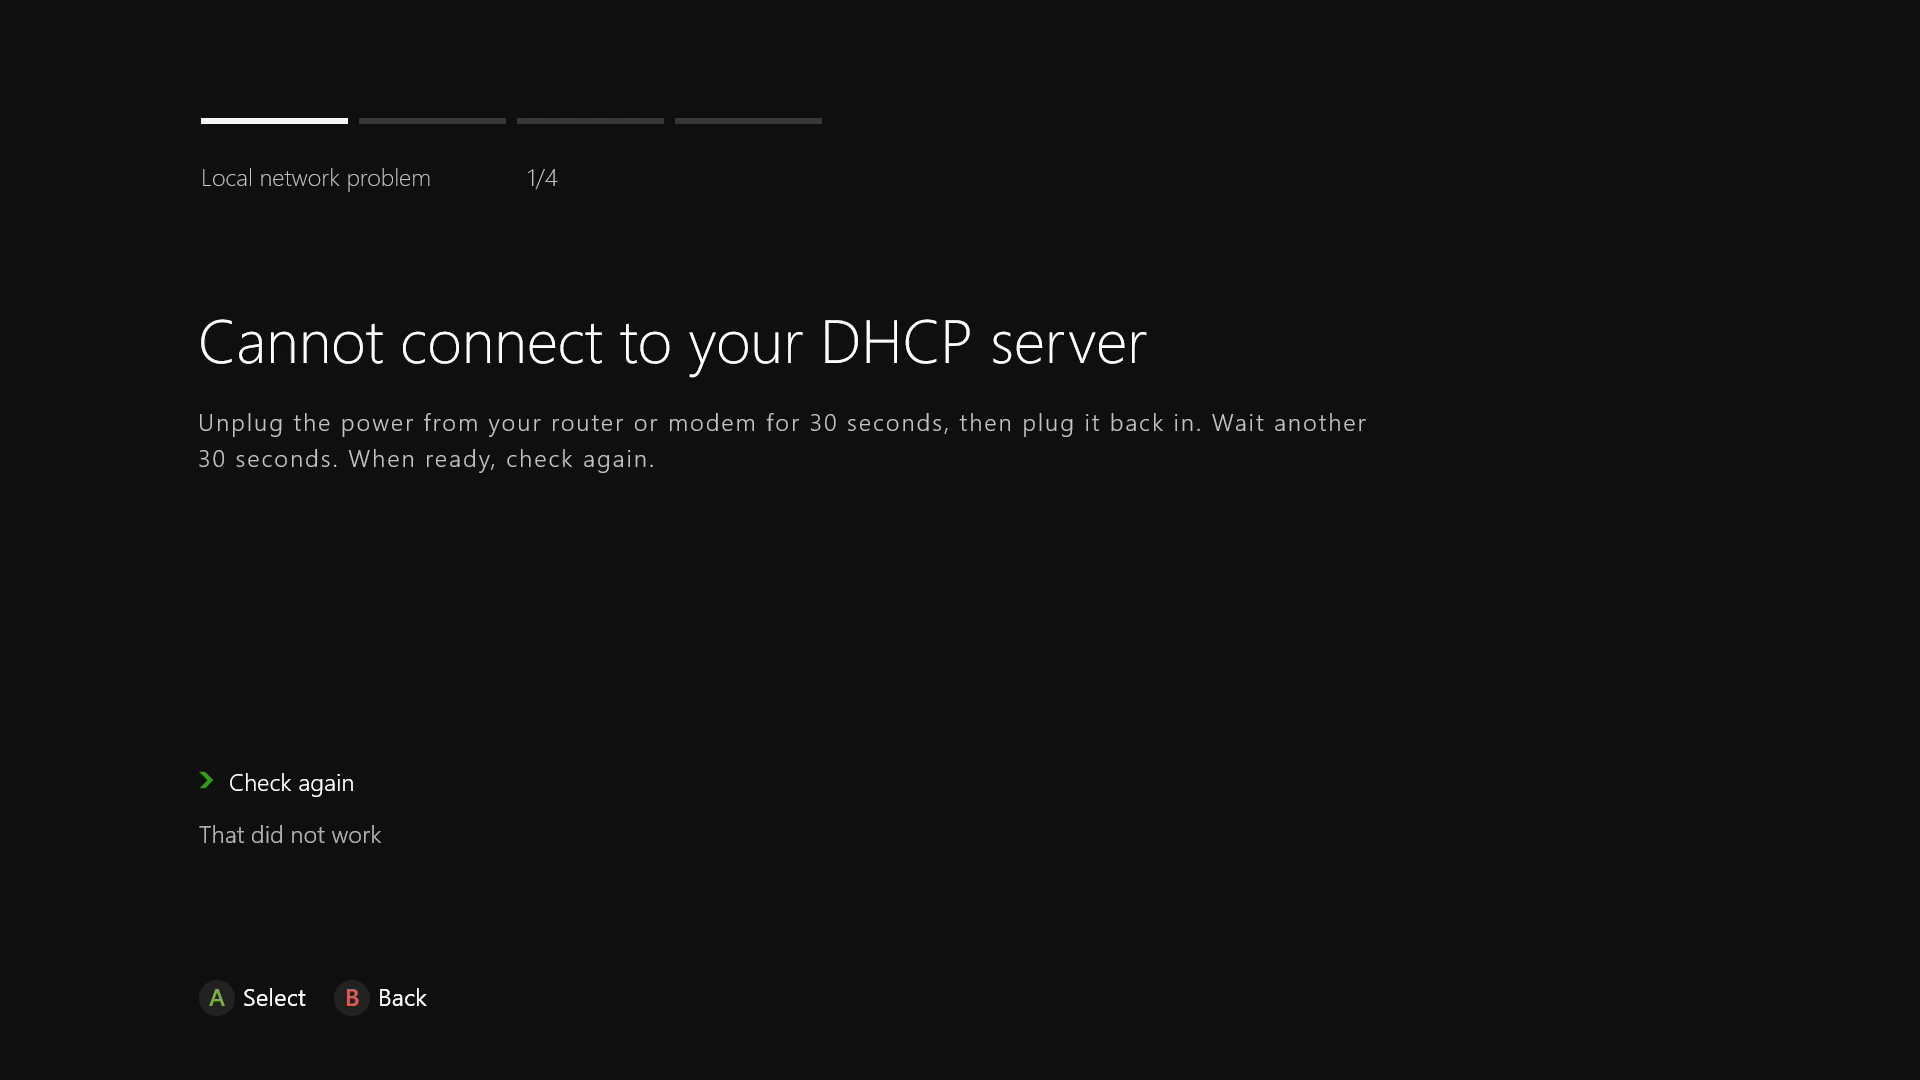 Local network problem 1/4
Cannot connect to your DHCP server
Unplug the power from your router or modem for 30 seconds, then plug it back in. Wait another
30 seconds. When ready, check again.
Check again
That did not work
A Select B Back